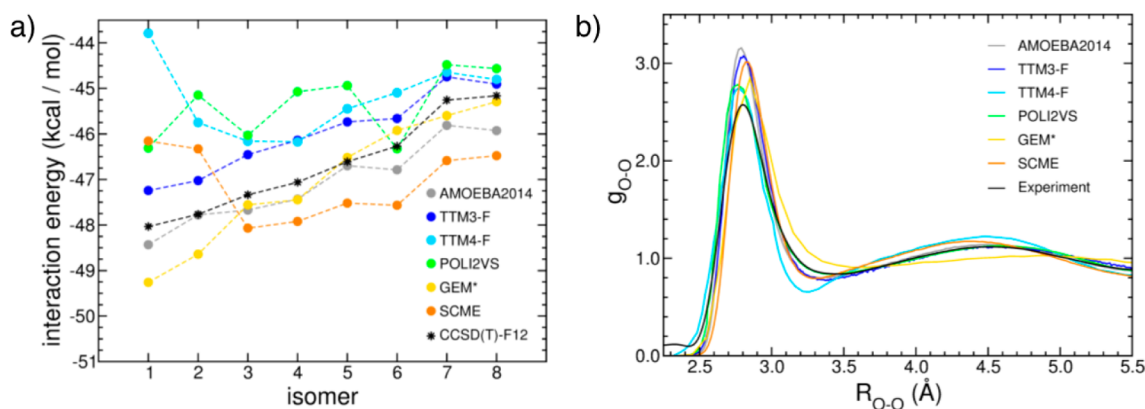 a)
interaction energy (kcal / mol)
-44
-45
-46
-47
-48
-49
-50
-51
1 2 3 4 5 6 7 8
isomer
AMOEBA2014
TTM3-F
TTM4-F
POLI2VS
GEM*
SCME
CCSD(T)-F12
b)
gO-O
3.0
2.0
1.0
0.0
2.5 3.0 3.5 4.0 4.5 5.0 5.5
RO-O (Å)
AMOEBA2014
TTM3-F
TTM4-F
POLI2VS
GEM*
SCME
Experiment